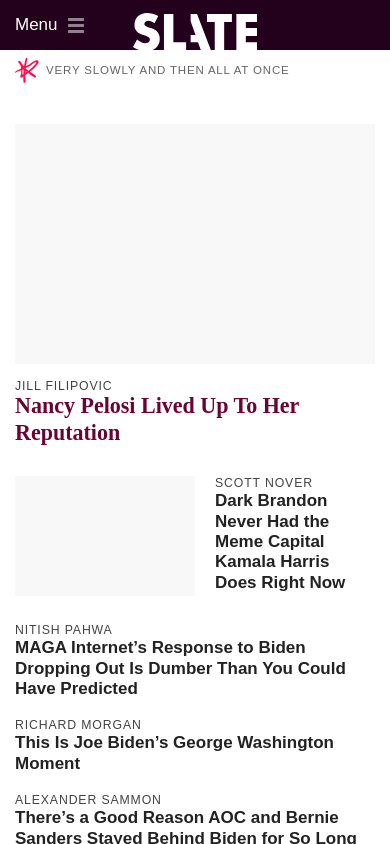 Menu
SLATE
VERY SLOWLY AND THEN ALL AT ONCE
JILL FILIPOVIC
Nancy Pelosi Lived Up To Her
Reputation
SCOTT NOVER
Dark Brandon
Never Had the
Meme Capital
Kamala Harris
Does Right Now
NITISH PAHWA
MAGA Internet’s Response to Biden
Dropping Out Is Dumber Than You Could
Have Predicted
RICHARD MORGAN
This Is Joe Biden’s George Washington
Moment
ALEXANDER SAMMON
There’s a Good Reason AOC and Bernie
Sanders Stayed Behind Biden for So Long